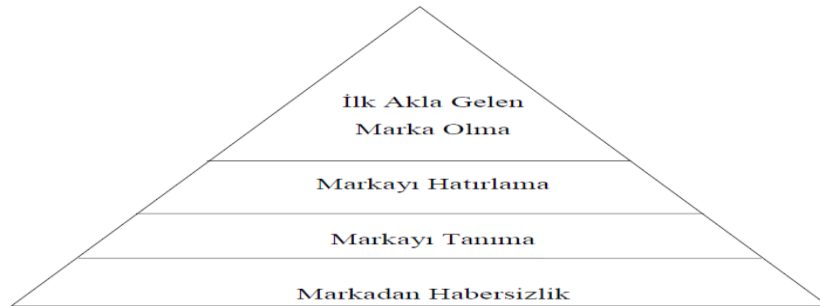 İlk Akla Gelen
Marka Olma
Markayı Hatırlama
Markayı Tanıma
Markadan Habersizlik